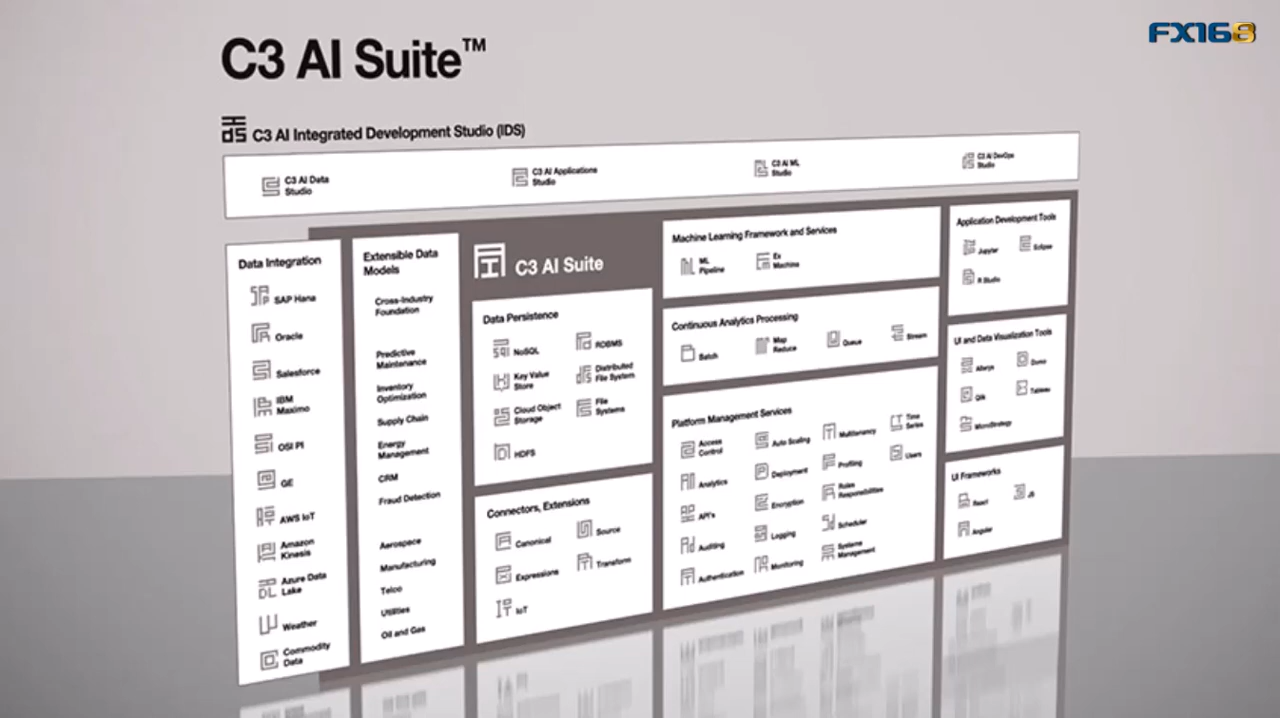 FX168
C3 AI Suite™
C3 AI Integrated Development Studio (IDS)
C3 AI Data
Studio
C3 AI Applications
Studio
C3 AI ML
Studio
C3 AI DevOps
Studio
Data Integration
SAP Hana
Oracle
Salesforce
IBM
Maximo
OSI PI
GE
AWS IoT
Amazon
Kinesis
Azure Data
Lake
Weather
Commodity
Data
Extensible Data
Models
Cross-Industry
Foundation
Predictive
Maintenance
Inventory
Optimization
Supply Chain
Energy
Management
CRM
Fraud Detection
Aerospace
Manufacturing
Telco
Utilities
Oil and Gas
C3 AI Suite
Data Persistence
NoSQL
RDBMS
Key Value
Store
Distributed
File System
Cloud Object
Storage
File
Systems
HDFS
Connectors, Extensions
Canonical
Source
Expressions
Transform
IoT
Machine Learning Framework and Services
ML
Pipeline
Ex
Machina
Continuous Analytics Processing
Batch
Map
Reduce
Queue
Stream
Platform Management Services
Access
Control
Auto Scaling
Multitenancy
Time
Series
Analytics
Deployment
Profiling
Users
API's
Encryption
Roles
Responsibilities
Auditing
Logging
Scheduler
Authentication
Monitoring
Systems
Management
Application Development Tools
Jupyter
Eclipse
R Studio
UI and Data Visualization Tools
Domo
Qlik
Tableau
MicroStrategy
UI Frameworks
React
JS
Angular